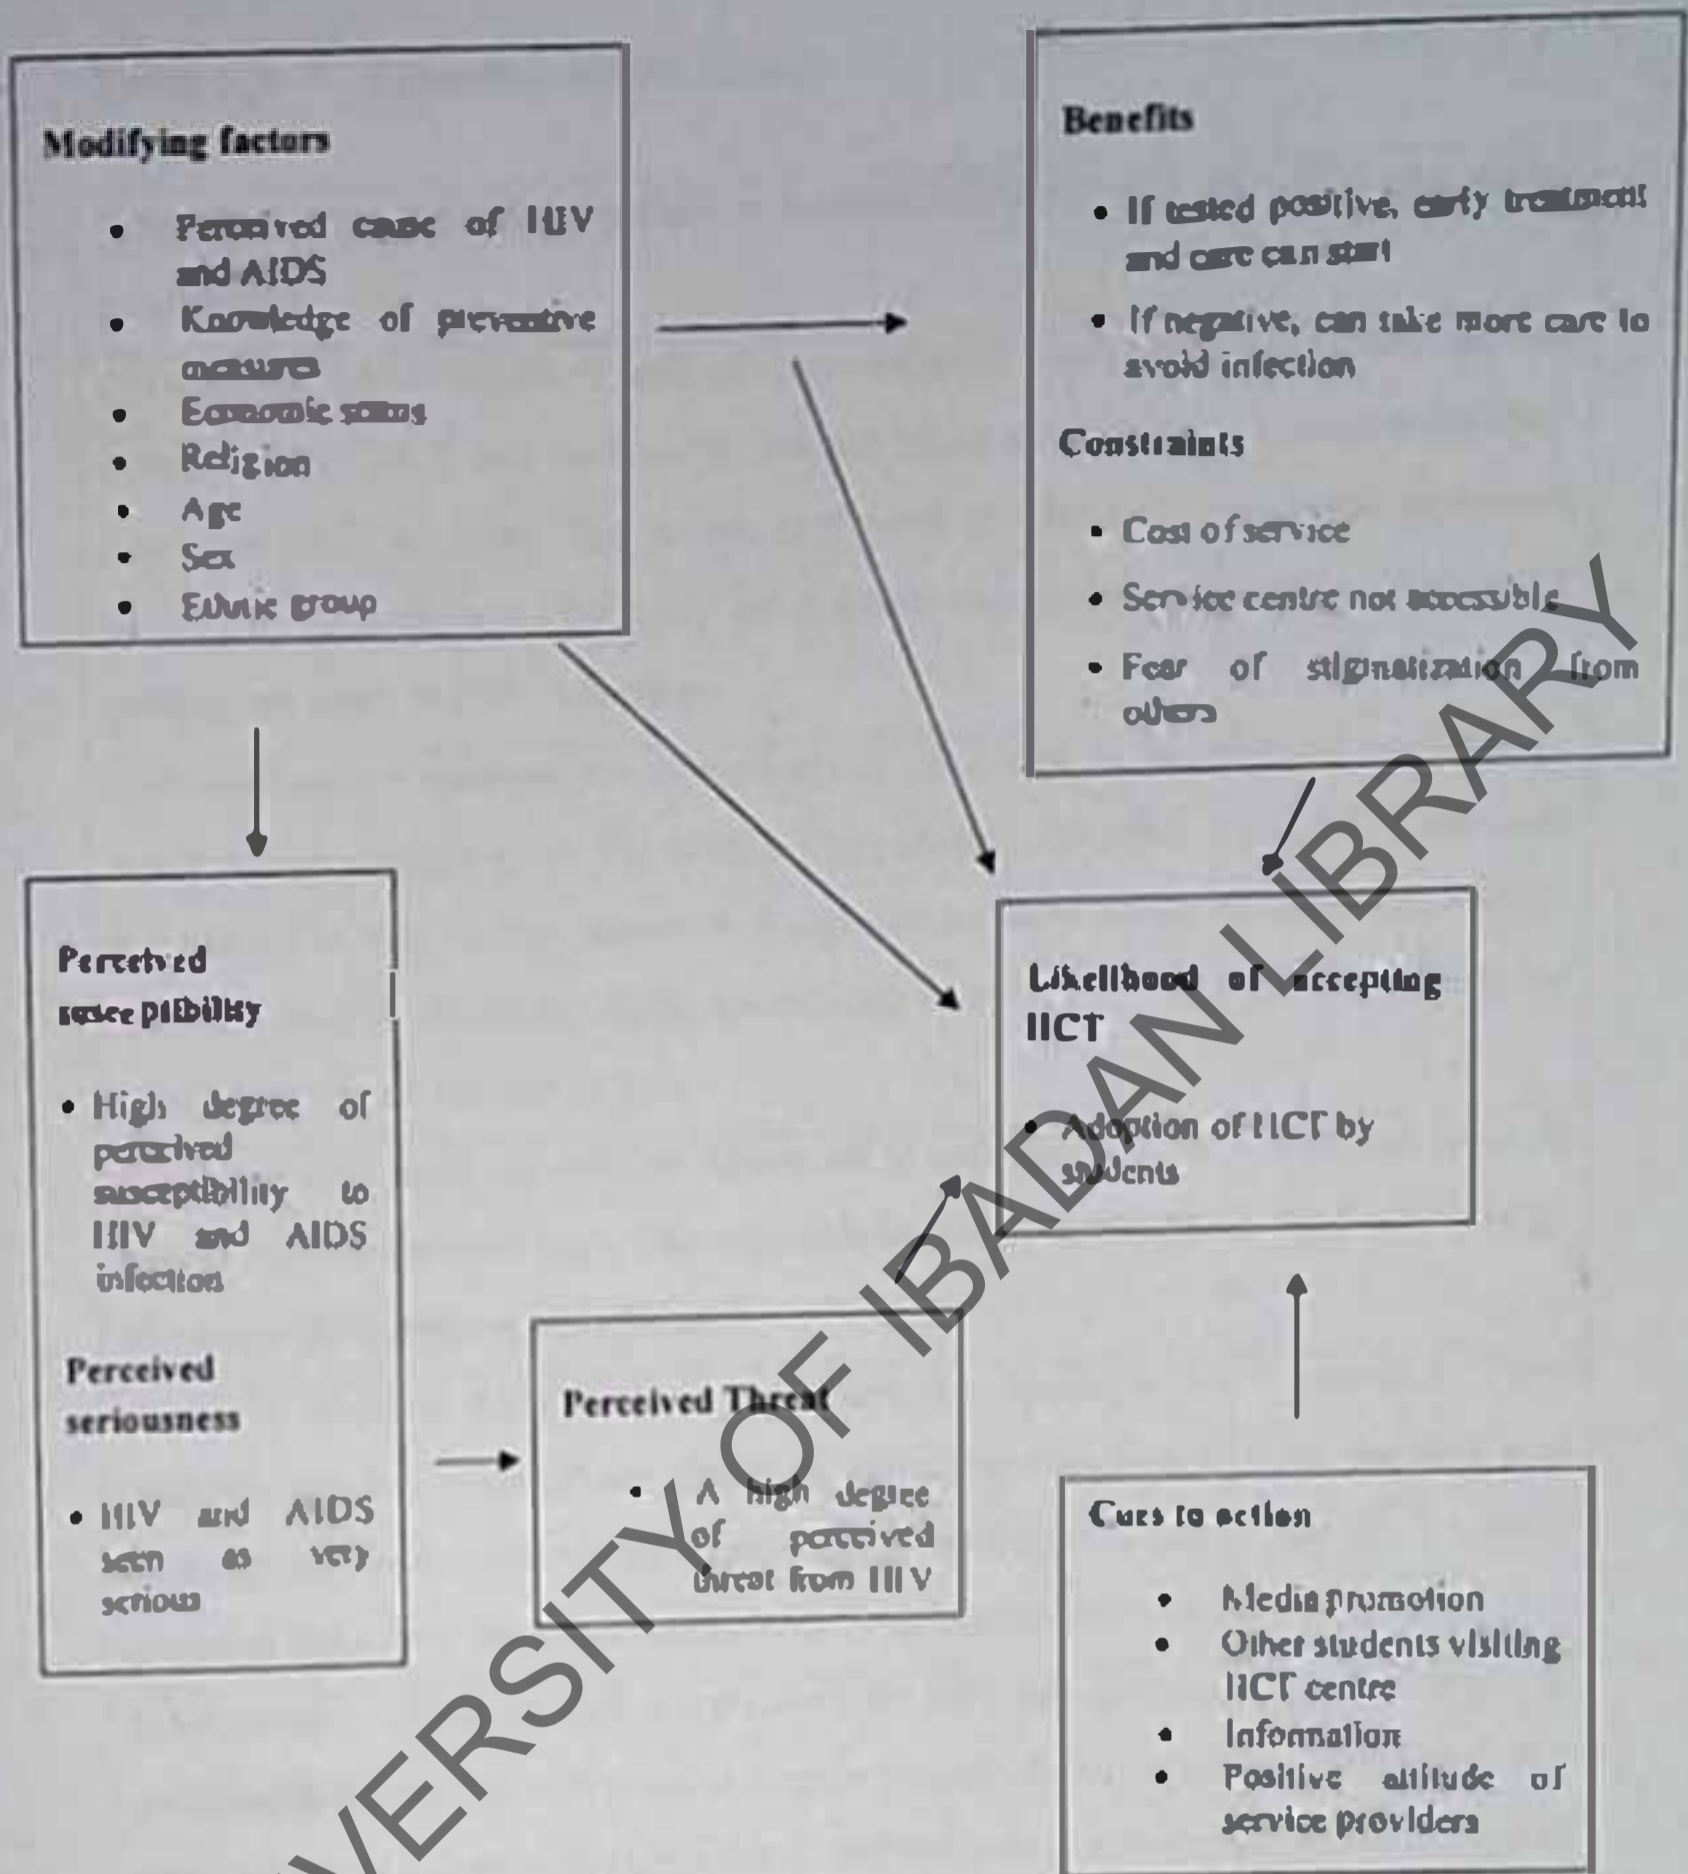 Modifying factors
• Perceived cause of HIV
and AIDS
• Knowledge of preventive
measures
• Economic status
• Religion
• Age
• Sex
• Ethnic group
Benefits
• If tested positive, early treatment
and care can start
• If negative, can take more care to
avoid infection
Constraints
• Cost of service
• Service centre not accessible
• Fear of stigmatization from
others
Perceived
susceptibility
• High degree of
perceived
susceptibility to
HIV and AIDS
infection
Perceived
seriousness
• HIV and AIDS
seen as very
serious
Perceived Threat
• A high degree
of perceived
threat from HIV
Likelihood of accepting
HCT
• Adoption of HCT by
students
Cues to action
• Media promotion
• Other students visiting
HCT centre
• Information
• Positive attitude of
service providers
VERSITY OF IBADAN LIBRARY